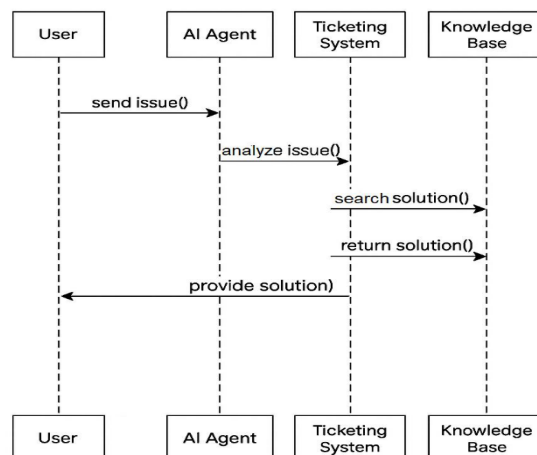 User
AI Agent
Ticketing
System
Knowledge
Base
send issue()
analyze issue()
search solution()
return solution()
provide solution)
User
AI Agent
Ticketing
System
Knowledge
Base